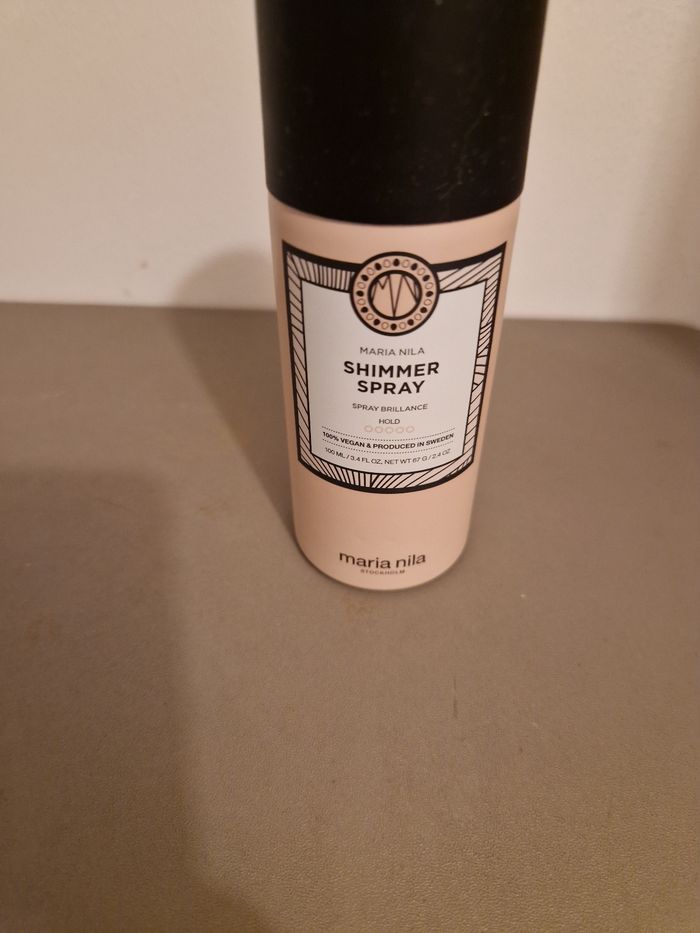 MN
MARIA NILA
SHIMMER
SPRAY
SPRAY BRILLANCE
HOLD
100% VEGAN & PRODUCED IN SWEDEN
100 ML / 3.4 FL OZ, NET WT 67 G / 2.4 OZ
maria nila
STOCKHOLM